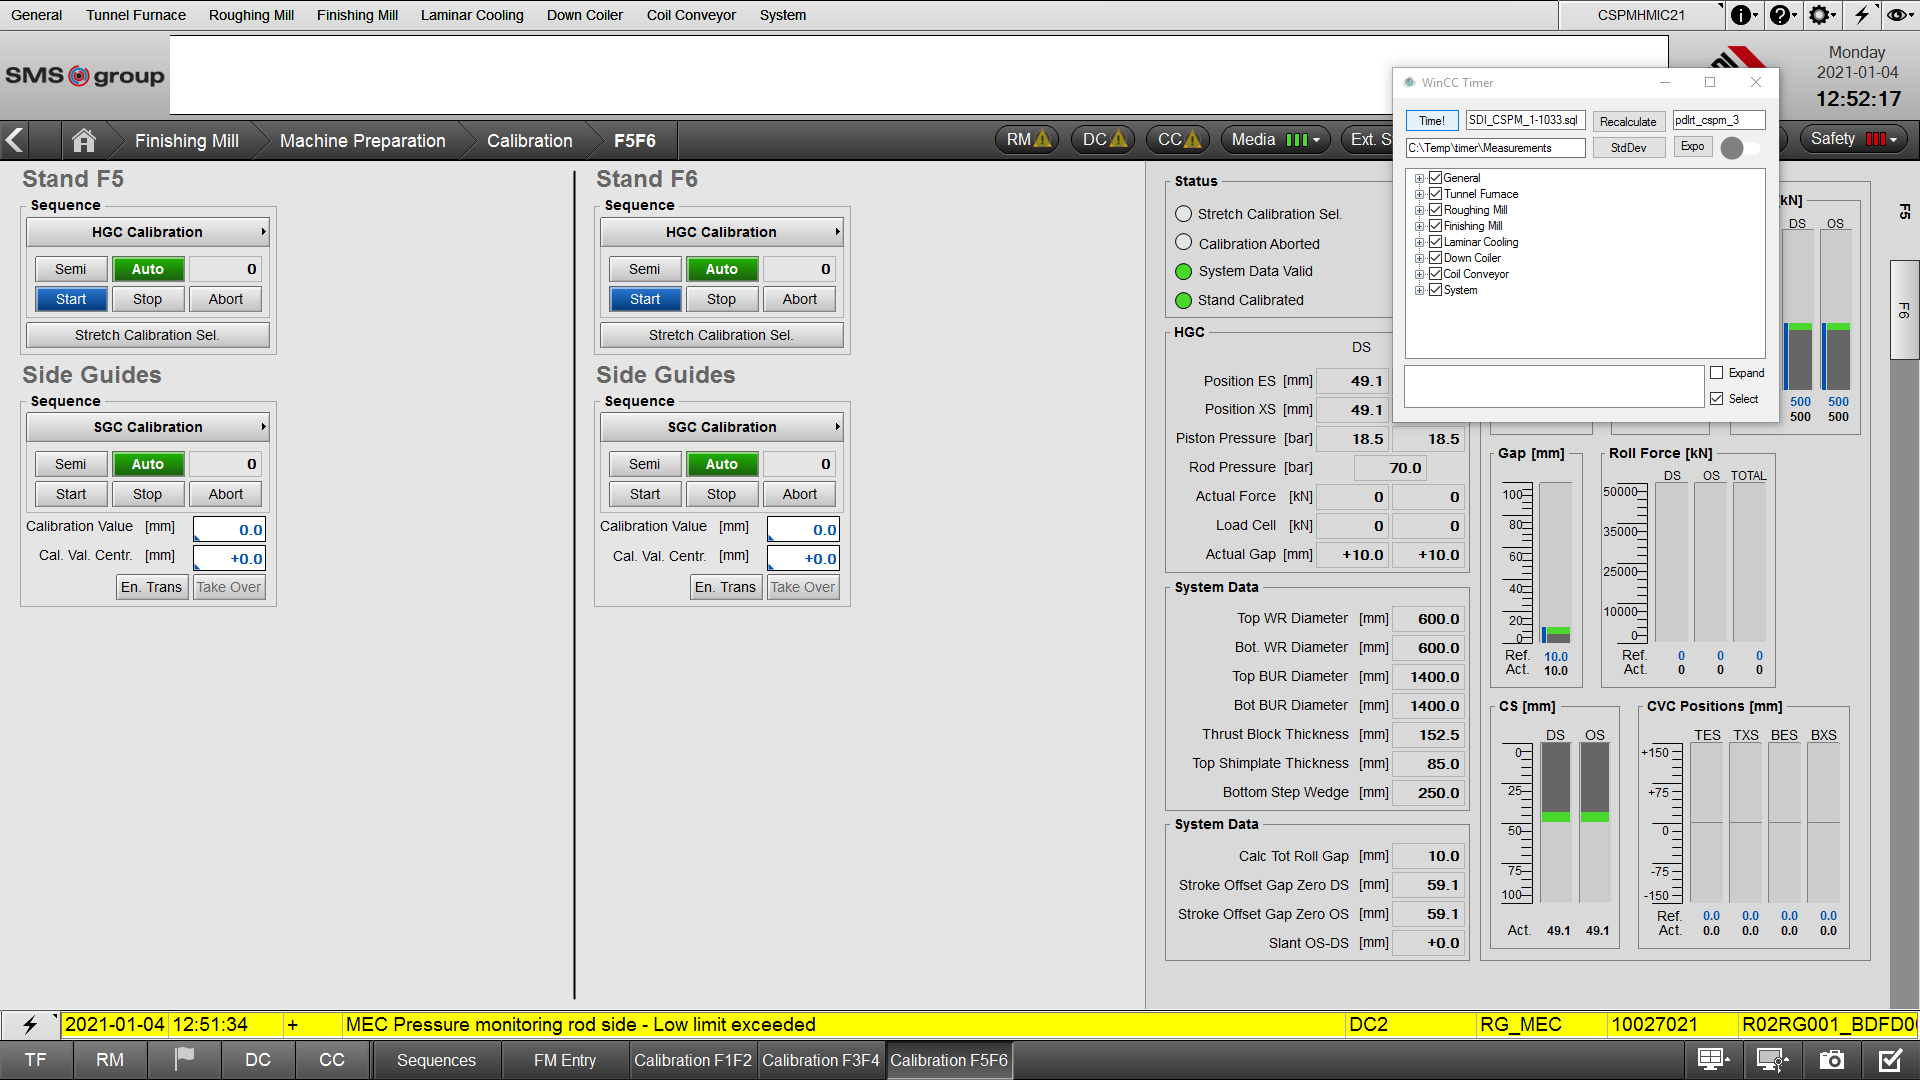 General Tunnel Furnace Roughing Mill Finishing Mill Laminar Cooling Down Coiler Coil Conveyor System CSPMHMIC21
SMS group
Monday
2021-01-04
12:52:17
Finishing Mill Machine Preparation Calibration F5F6 RM DC CC Media Ext. S Safety
WinCC Timer
Time! SDI_CSPM_1-1033.sql Recalculate pdlrt_cspm_3
C:\Temp\timer\Measurements StdDev Expo
General
Tunnel Furnace
Roughing Mill
Finishing Mill
Laminar Cooling
Down Coiler
Coil Conveyor
System
Expand
Select
Stand F5
Sequence
HGC Calibration
Semi Auto 0
Start Stop Abort
Stretch Calibration Sel.
Side Guides
Sequence
SGC Calibration
Semi Auto 0
Start Stop Abort
Calibration Value [mm] 0.0
Cal. Val. Centr. [mm] +0.0
En. Trans Take Over
Stand F6
Sequence
HGC Calibration
Semi Auto 0
Start Stop Abort
Stretch Calibration Sel.
Side Guides
Sequence
SGC Calibration
Semi Auto 0
Start Stop Abort
Calibration Value [mm] 0.0
Cal. Val. Centr. [mm] +0.0
En. Trans Take Over
Status
Stretch Calibration Sel.
Calibration Aborted
System Data Valid
Stand Calibrated
HGC
DS
Position ES [mm] 49.1
Position XS [mm] 49.1
Piston Pressure [bar] 18.5 18.5
Rod Pressure [bar] 70.0
Actual Force [kN] 0 0
Load Cell [kN] 0 0
Actual Gap [mm] +10.0 +10.0
System Data
Top WR Diameter [mm] 600.0
Bot. WR Diameter [mm] 600.0
Top BUR Diameter [mm] 1400.0
Bot BUR Diameter [mm] 1400.0
Thrust Block Thickness [mm] 152.5
Top Shimplate Thickness [mm] 85.0
Bottom Step Wedge [mm] 250.0
System Data
Calc Tot Roll Gap [mm] 10.0
Stroke Offset Gap Zero DS [mm] 59.1
Stroke Offset Gap Zero OS [mm] 59.1
Slant OS-DS [mm] +0.0
[kN]
DS OS
500 500
500 500
F5
F6
Gap [mm]
100
80
60
40
20
0
Ref. 10.0
Act. 10.0
Roll Force [kN]
DS OS TOTAL
50000
35000
25000
10000
0
Ref. 0 0 0
Act. 0 0 0
CS [mm]
DS OS
0
25
50
75
100
Act. 49.1 49.1
CVC Positions [mm]
TES TXS BES BXS
+150
+75
0
-75
-150
Ref. 0.0 0.0 0.0 0.0
Act. 0.0 0.0 0.0 0.0
2021-01-04 12:51:34 + MEC Pressure monitoring rod side - Low limit exceeded DC2 RG_MEC 10027021
TF RM DC CC Sequences FM Entry Calibration F1F2 Calibration F3F4 Calibration F5F6